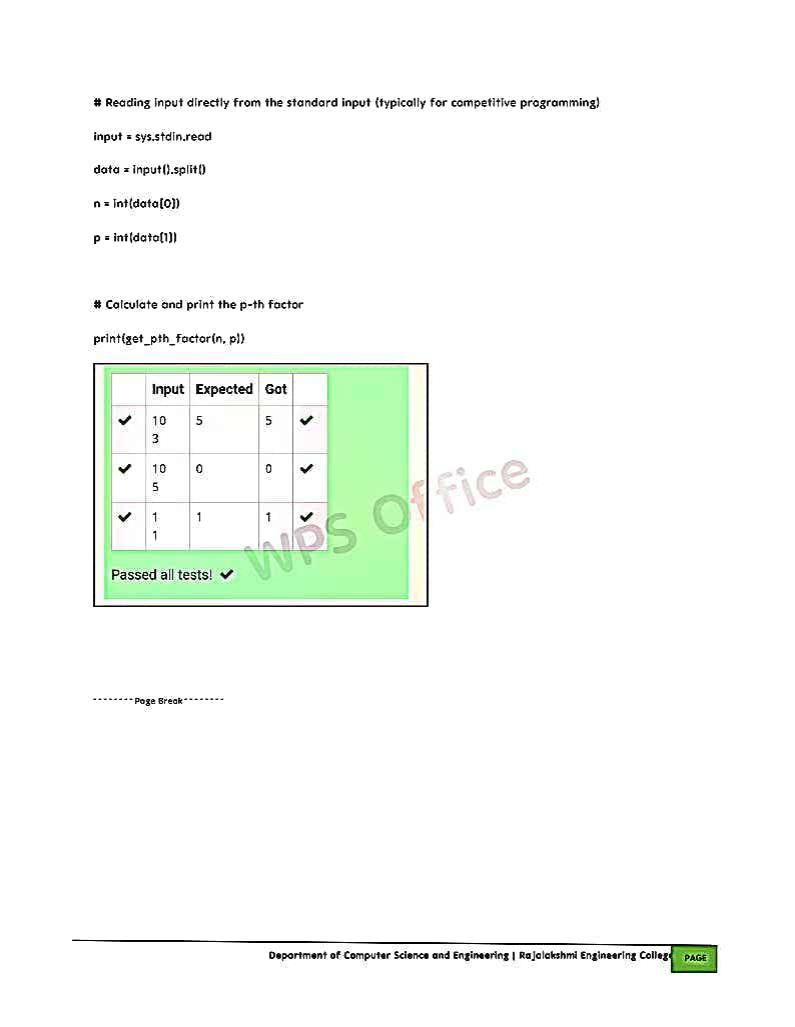 # Reading input directly from the standard input (typically for competitive programming)
input = sys.stdin.read
data = input().split()
n = int(data[0])
p = int(data[1])
# Calculate and print the p-th factor
print(get_pth_factor(n, p))
Input Expected Got
✔ 10 5 5 ✔
3
✔ 10 0 0 ✔
5
✔ 1 1 1 ✔
1
Passed all tests! ✔
WPS Office
--------Page Break--------
Department of Computer Science and Engineering | Rajalakshmi Engineering College
PAGE